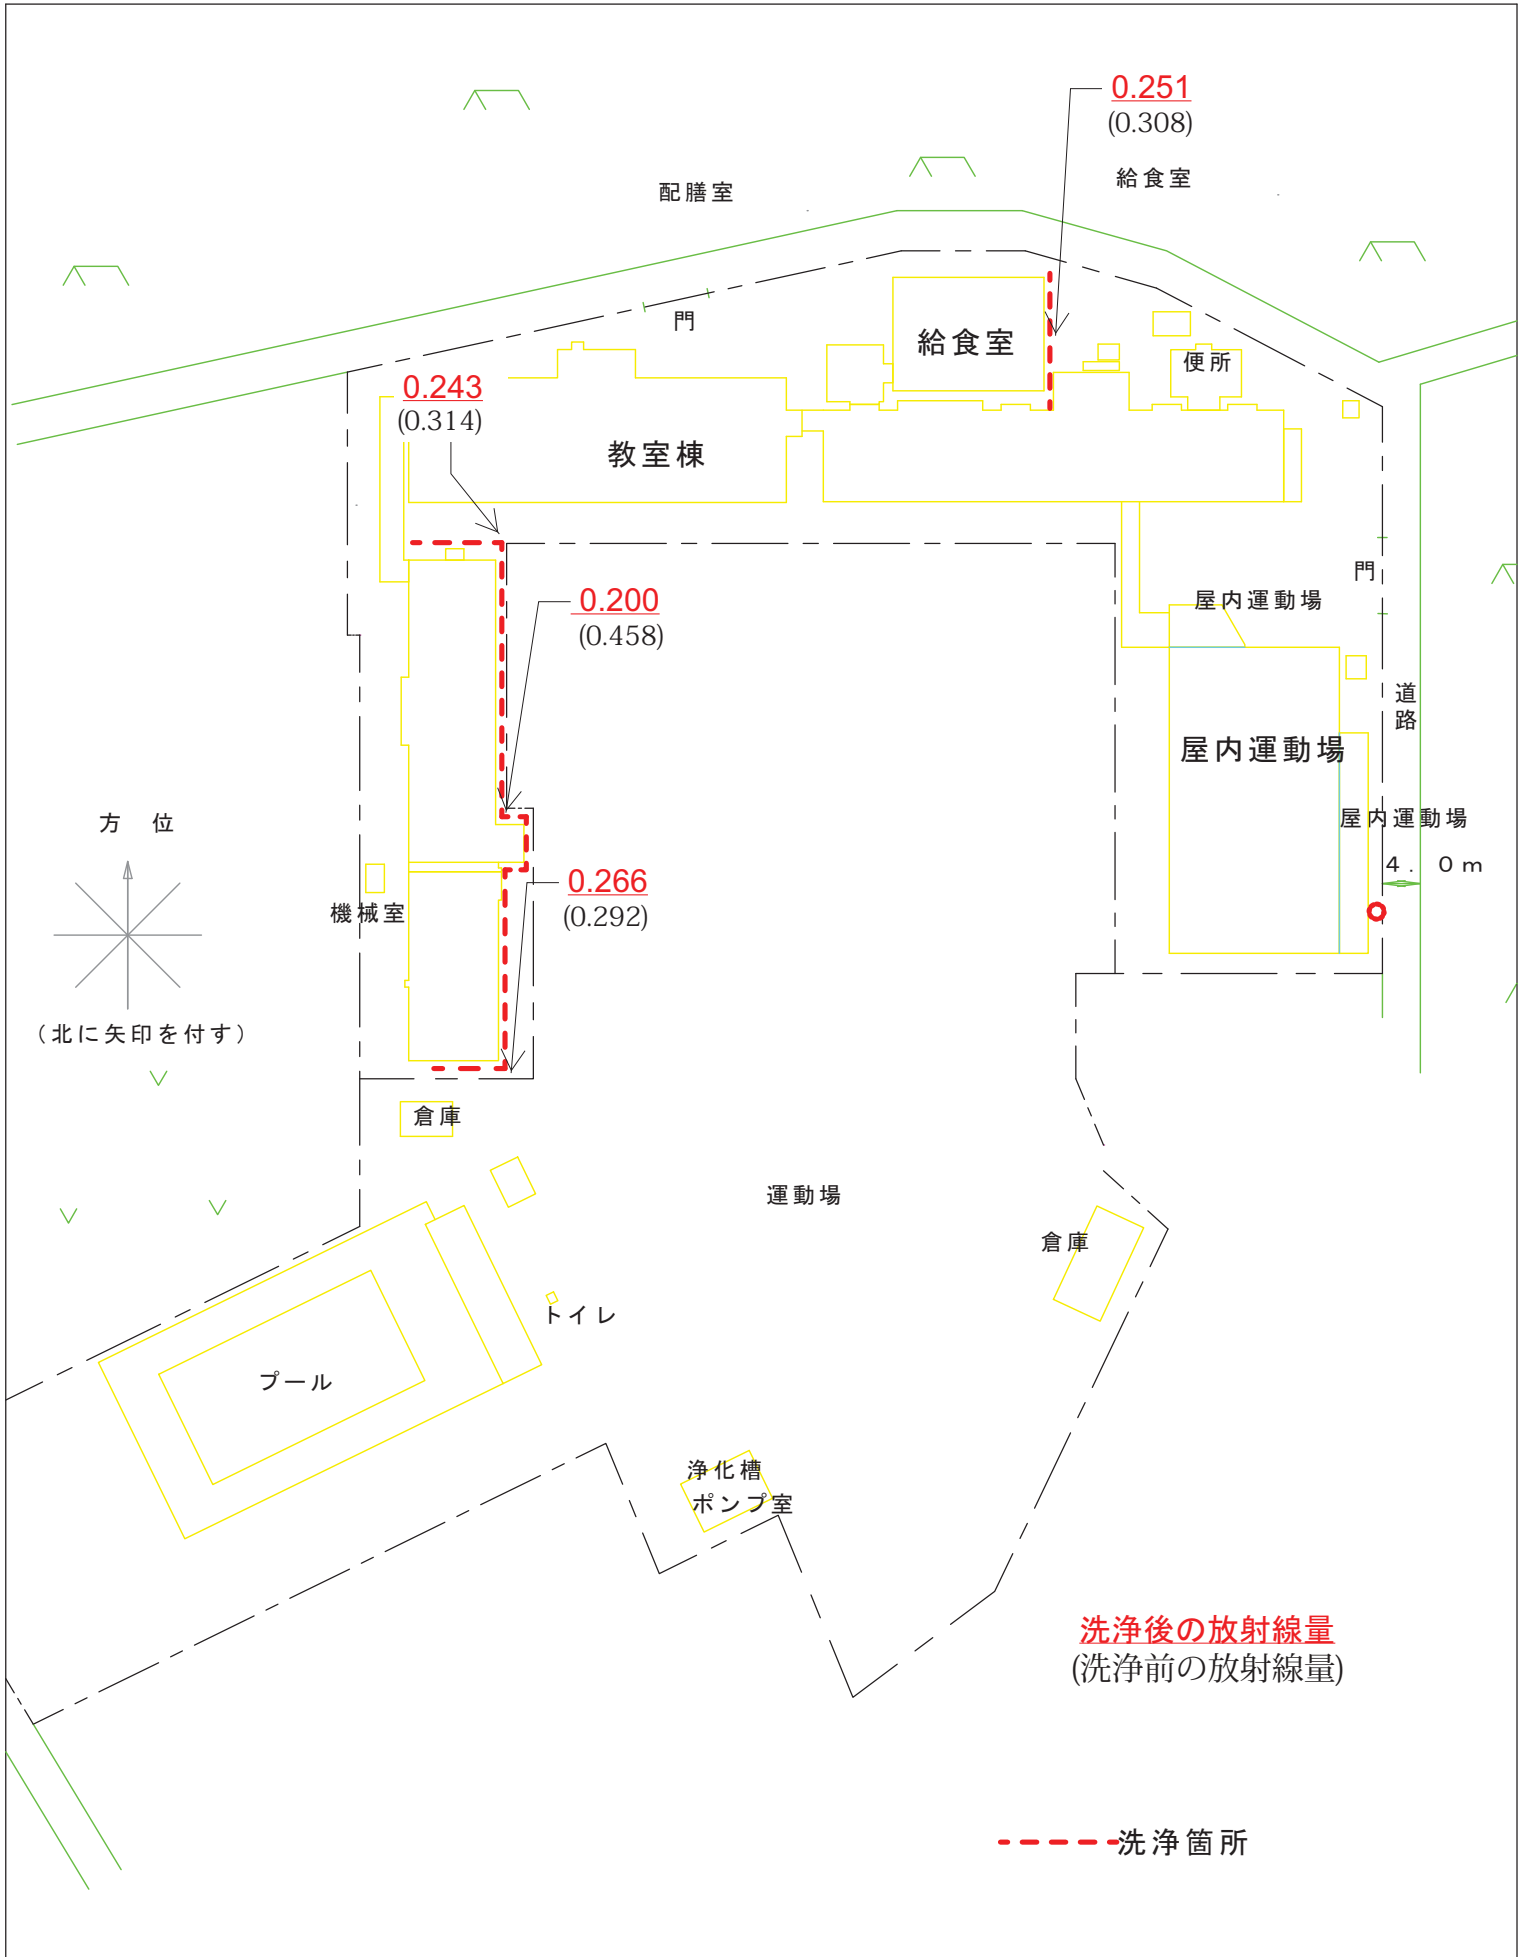 0.251
(0.308)
配膳室
給食室
門
給食室
便所
0.243
(0.314)
教室棟
門
0.200
(0.458)
屋内運動場
道路
屋内運動場
屋内運動場
方 位
4. 0m
0.266
(0.292)
機械室
(北に矢印を付す)
倉庫
運動場
倉庫
トイレ
プール
浄化槽
ポンプ室
洗浄後の放射線量
(洗浄前の放射線量)
洗浄箇所